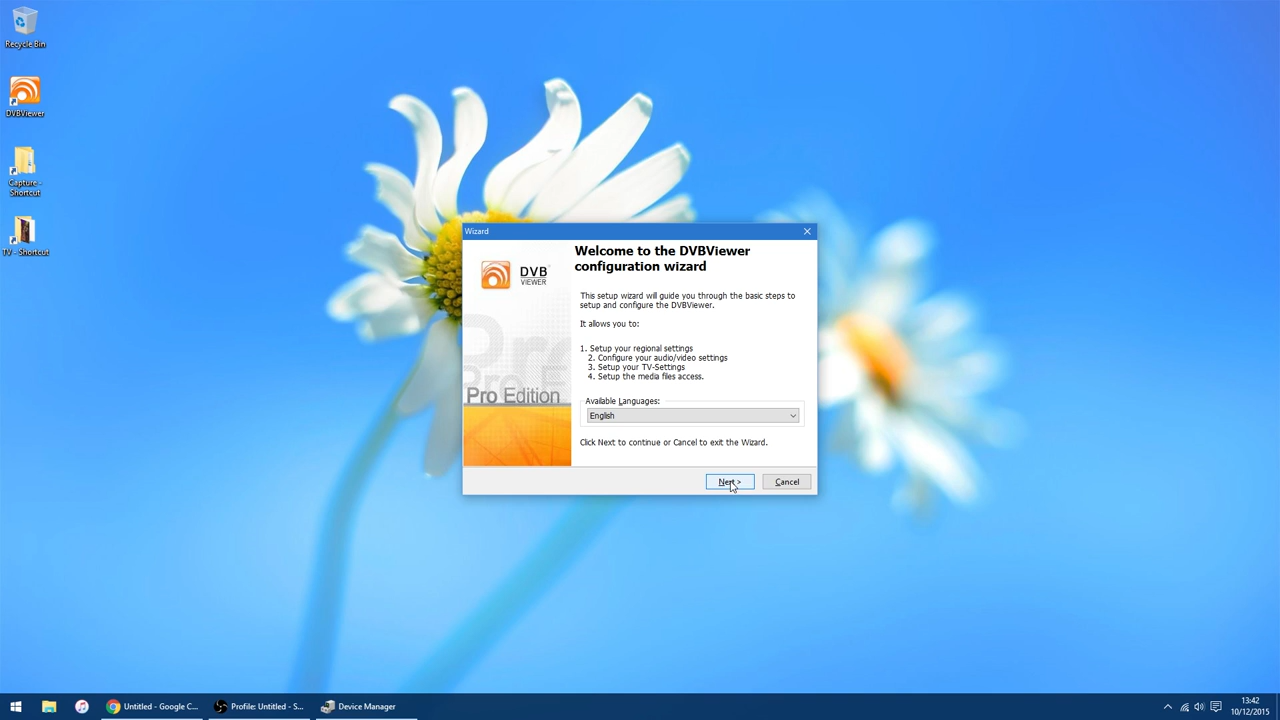 Recycle Bin
DVBViewer
Capture -
Shortcut
TV - Shortcut
Wizard
DVB
VIEWER
Pro Edition
Welcome to the DVBViewer
configuration wizard
This setup wizard will guide you through the basic steps to
setup and configure the DVBViewer.
It allows you to:
1. Setup your regional settings
2. Configure your audio/video settings
3. Setup your TV-Settings
4. Setup the media files access.
Available Languages:
English
Click Next to continue or Cancel to exit the Wizard.
Next >
Cancel
Untitled - Google C...
Profile: Untitled - S...
Device Manager
13:42
10/12/2015